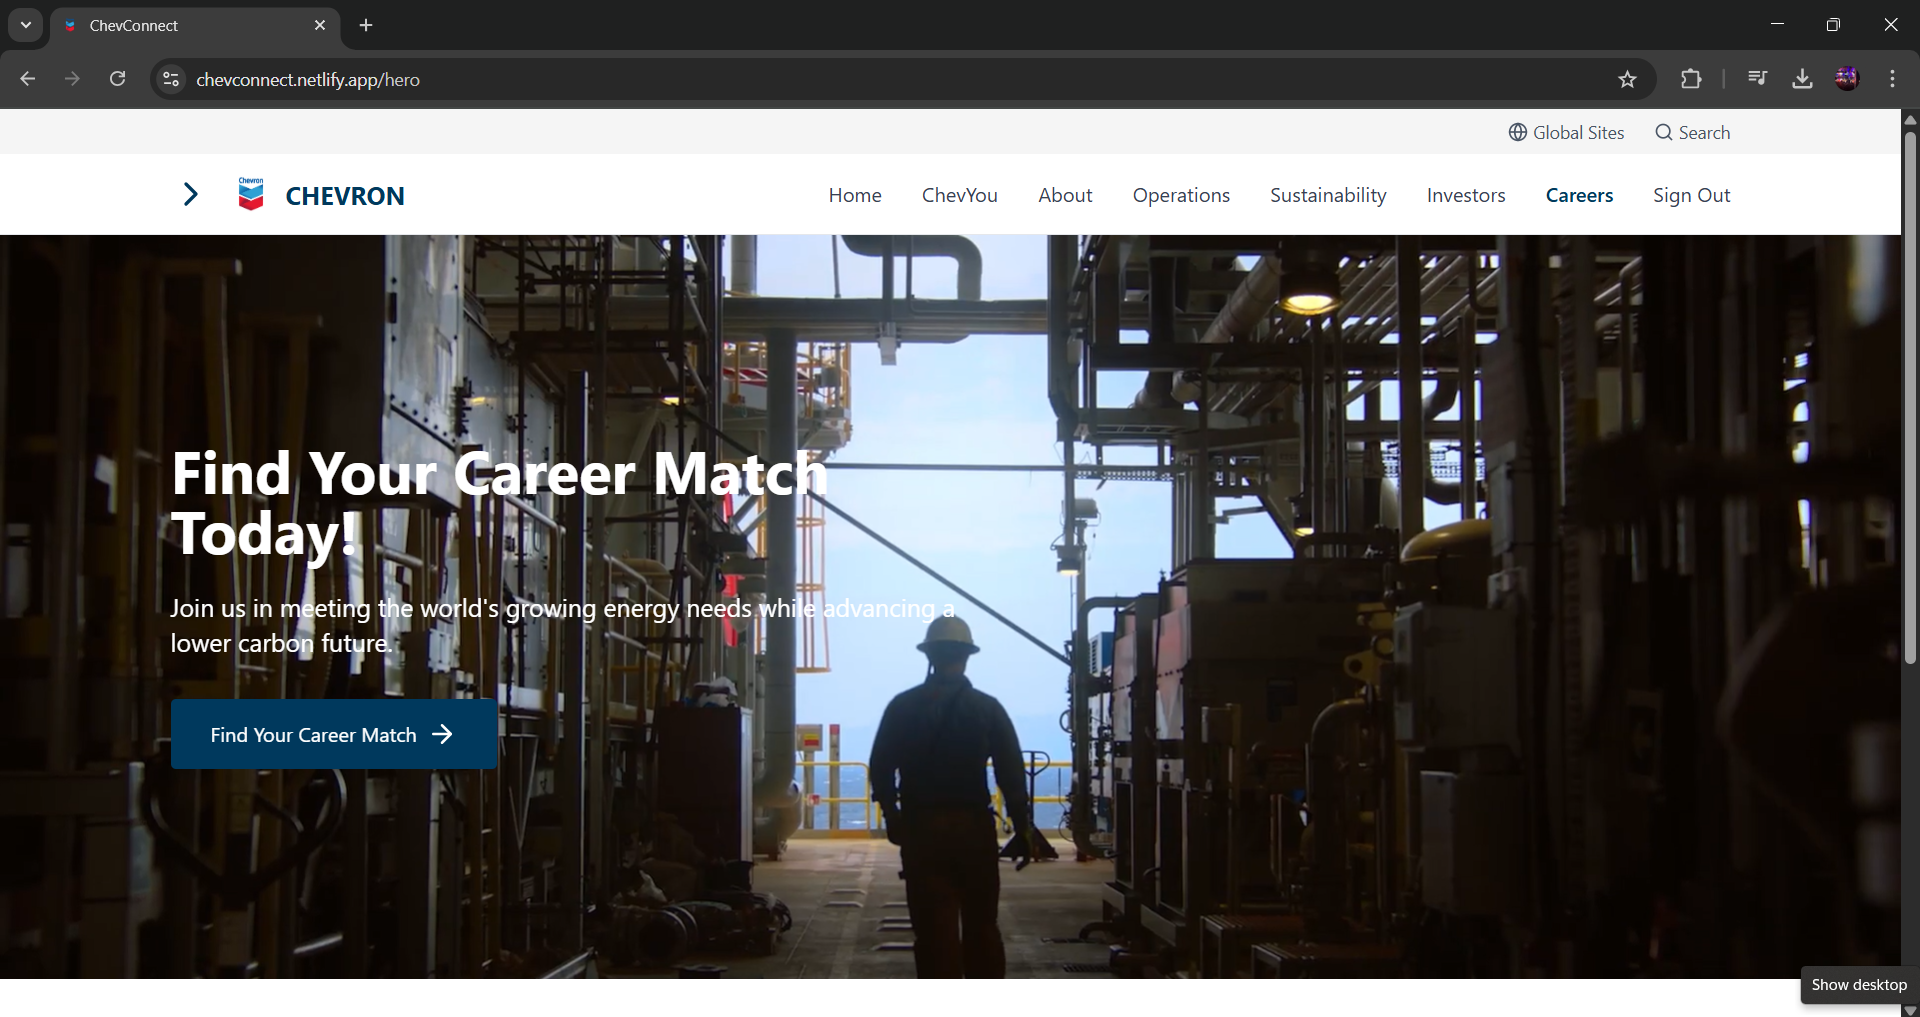 ChevConnect
chevconnect.netlify.app/hero
Global Sites
Search
Chevron
CHEVRON
Home
ChevYou
About
Operations
Sustainability
Investors
Careers
Sign Out
Find Your Career Match
Today!
Join us in meeting the world's growing energy needs while advancing a
lower carbon future.
Find Your Career Match
Show desktop